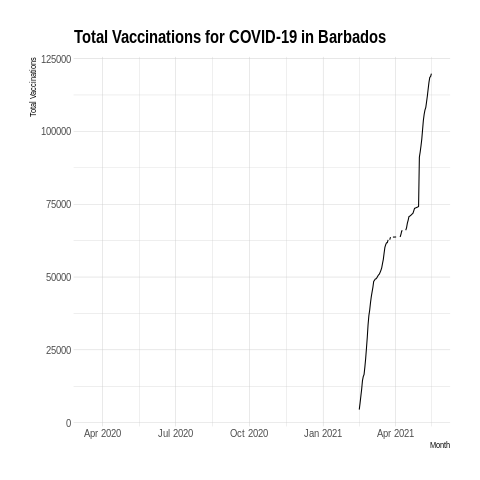 Total Vaccinations for COVID-19 in Barbados
Total Vaccinations
125000
100000
75000
50000
25000
0
Apr 2020 Jul 2020 Oct 2020 Jan 2021 Apr 2021
Month